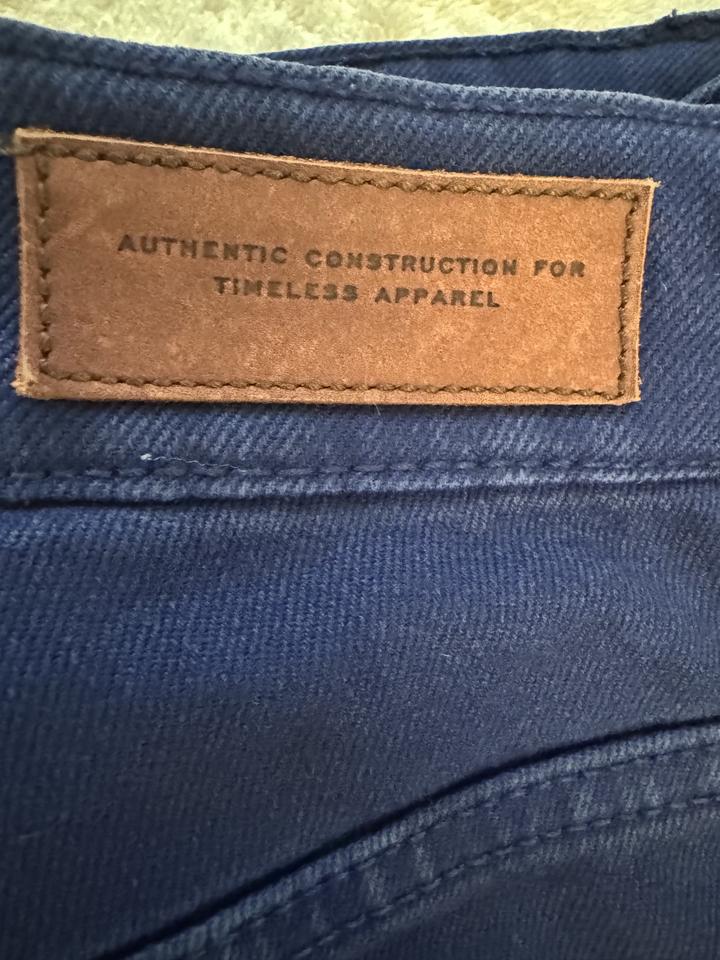 AUTHENTIC CONSTRUCTION FOR
TIMELESS APPAREL